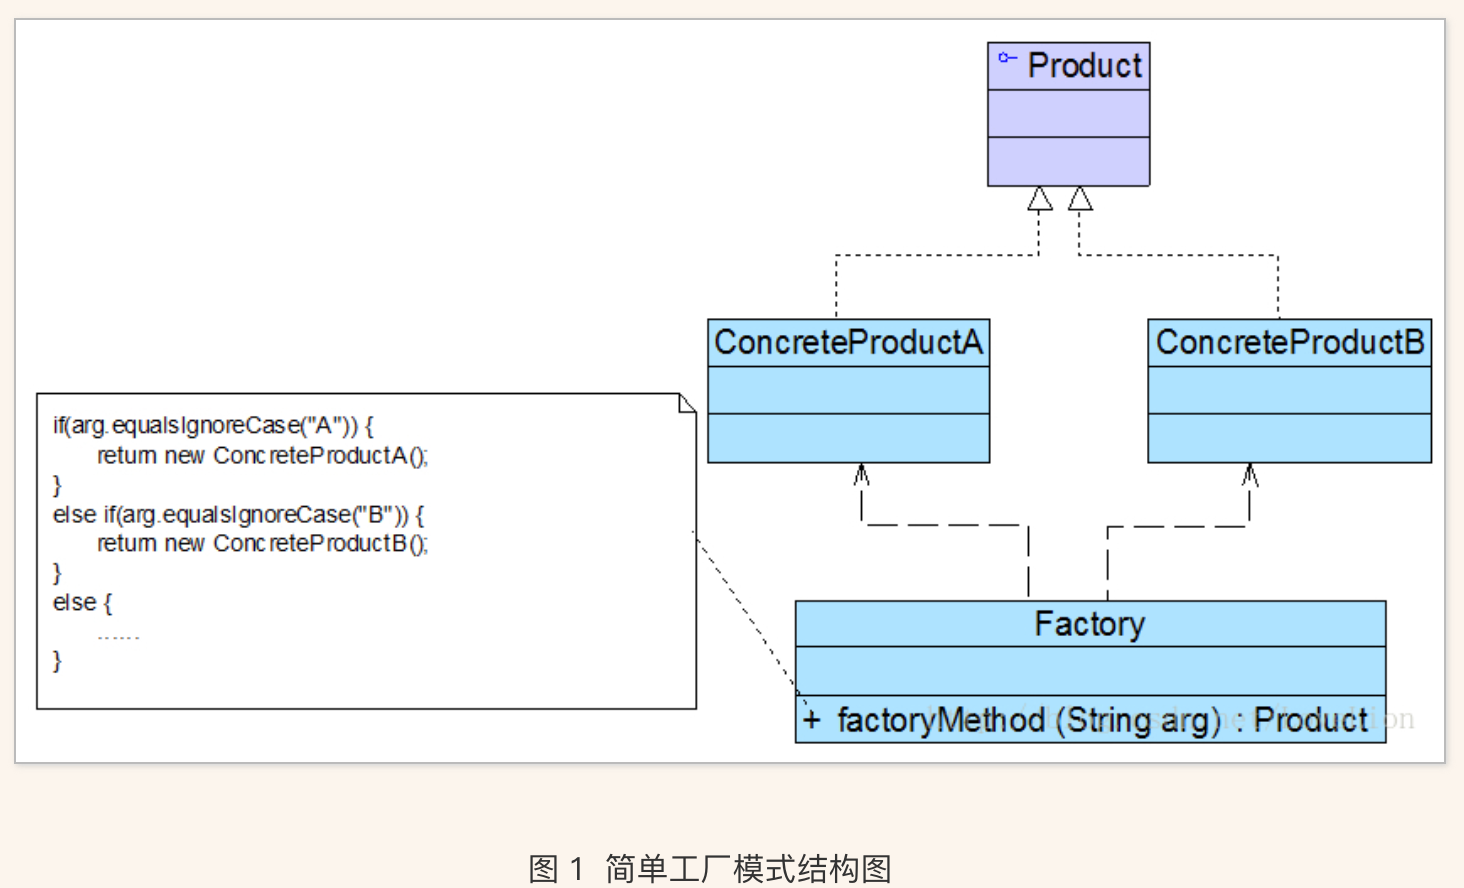 Product
ConcreteProductA
ConcreteProductB
if(arg.equalsIgnoreCase("A")) {
return new ConcreteProductA();
}
else if(arg.equalsIgnoreCase("B")) {
return new ConcreteProductB();
}
else {
......
}
Factory
+ factoryMethod (String arg) : Product
图 1 简单工厂模式结构图